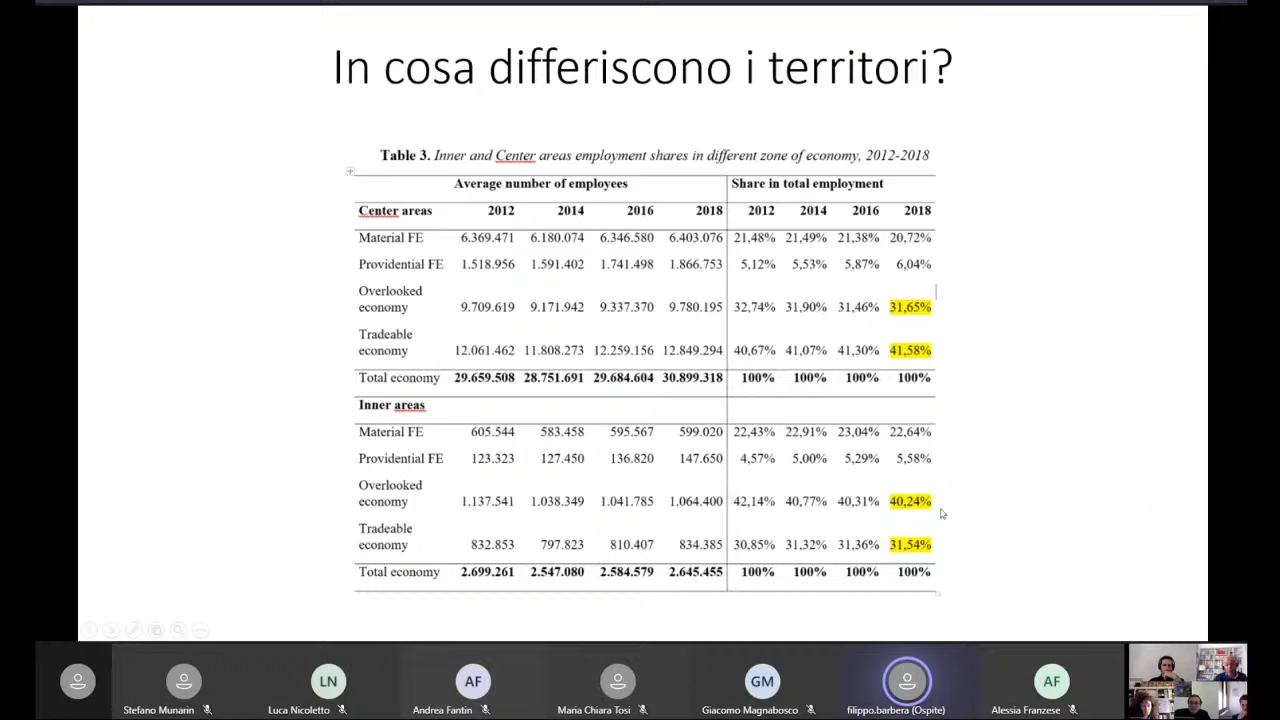 In cosa differiscono i territori?
Table 3. Inner and Center areas employment shares in different zone of economy, 2012-2018
Average number of employees Share in total employment
Center areas 2012 2014 2016 2018 2012 2014 2016 2018
Material FE 6.369.471 6.180.074 6.346.580 6.403.076 21,48% 21,49% 21,38% 20,72%
Providential FE 1.518.956 1.591.402 1.741.498 1.866.753 5,12% 5,53% 5,87% 6,04%
Overlooked
economy 9.709.619 9.171.942 9.337.370 9.780.195 32,74% 31,90% 31,46% 31,65%
Tradeable
economy 12.061.462 11.808.273 12.259.156 12.849.294 40,67% 41,07% 41,30% 41,58%
Total economy 29.659.508 28.751.691 29.684.604 30.899.318 100% 100% 100% 100%
Inner areas
Material FE 605.544 583.458 595.567 599.020 22,43% 22,91% 23,04% 22,64%
Providential FE 123.323 127.450 136.820 147.650 4,57% 5,00% 5,29% 5,58%
Overlooked
economy 1.137.541 1.038.349 1.041.785 1.064.400 42,14% 40,77% 40,31% 40,24%
Tradeable
economy 832.853 797.823 810.407 834.385 30,85% 31,32% 31,36% 31,54%
Total economy 2.699.261 2.547.080 2.584.579 2.645.455 100% 100% 100% 100%
LN AF GM AF
Stefano Munarin Luca Nicoletto Andrea Fantin Maria Chiara Tosi Giacomo Magnabosco filippo.barbera (Ospite) Alessia Franzese